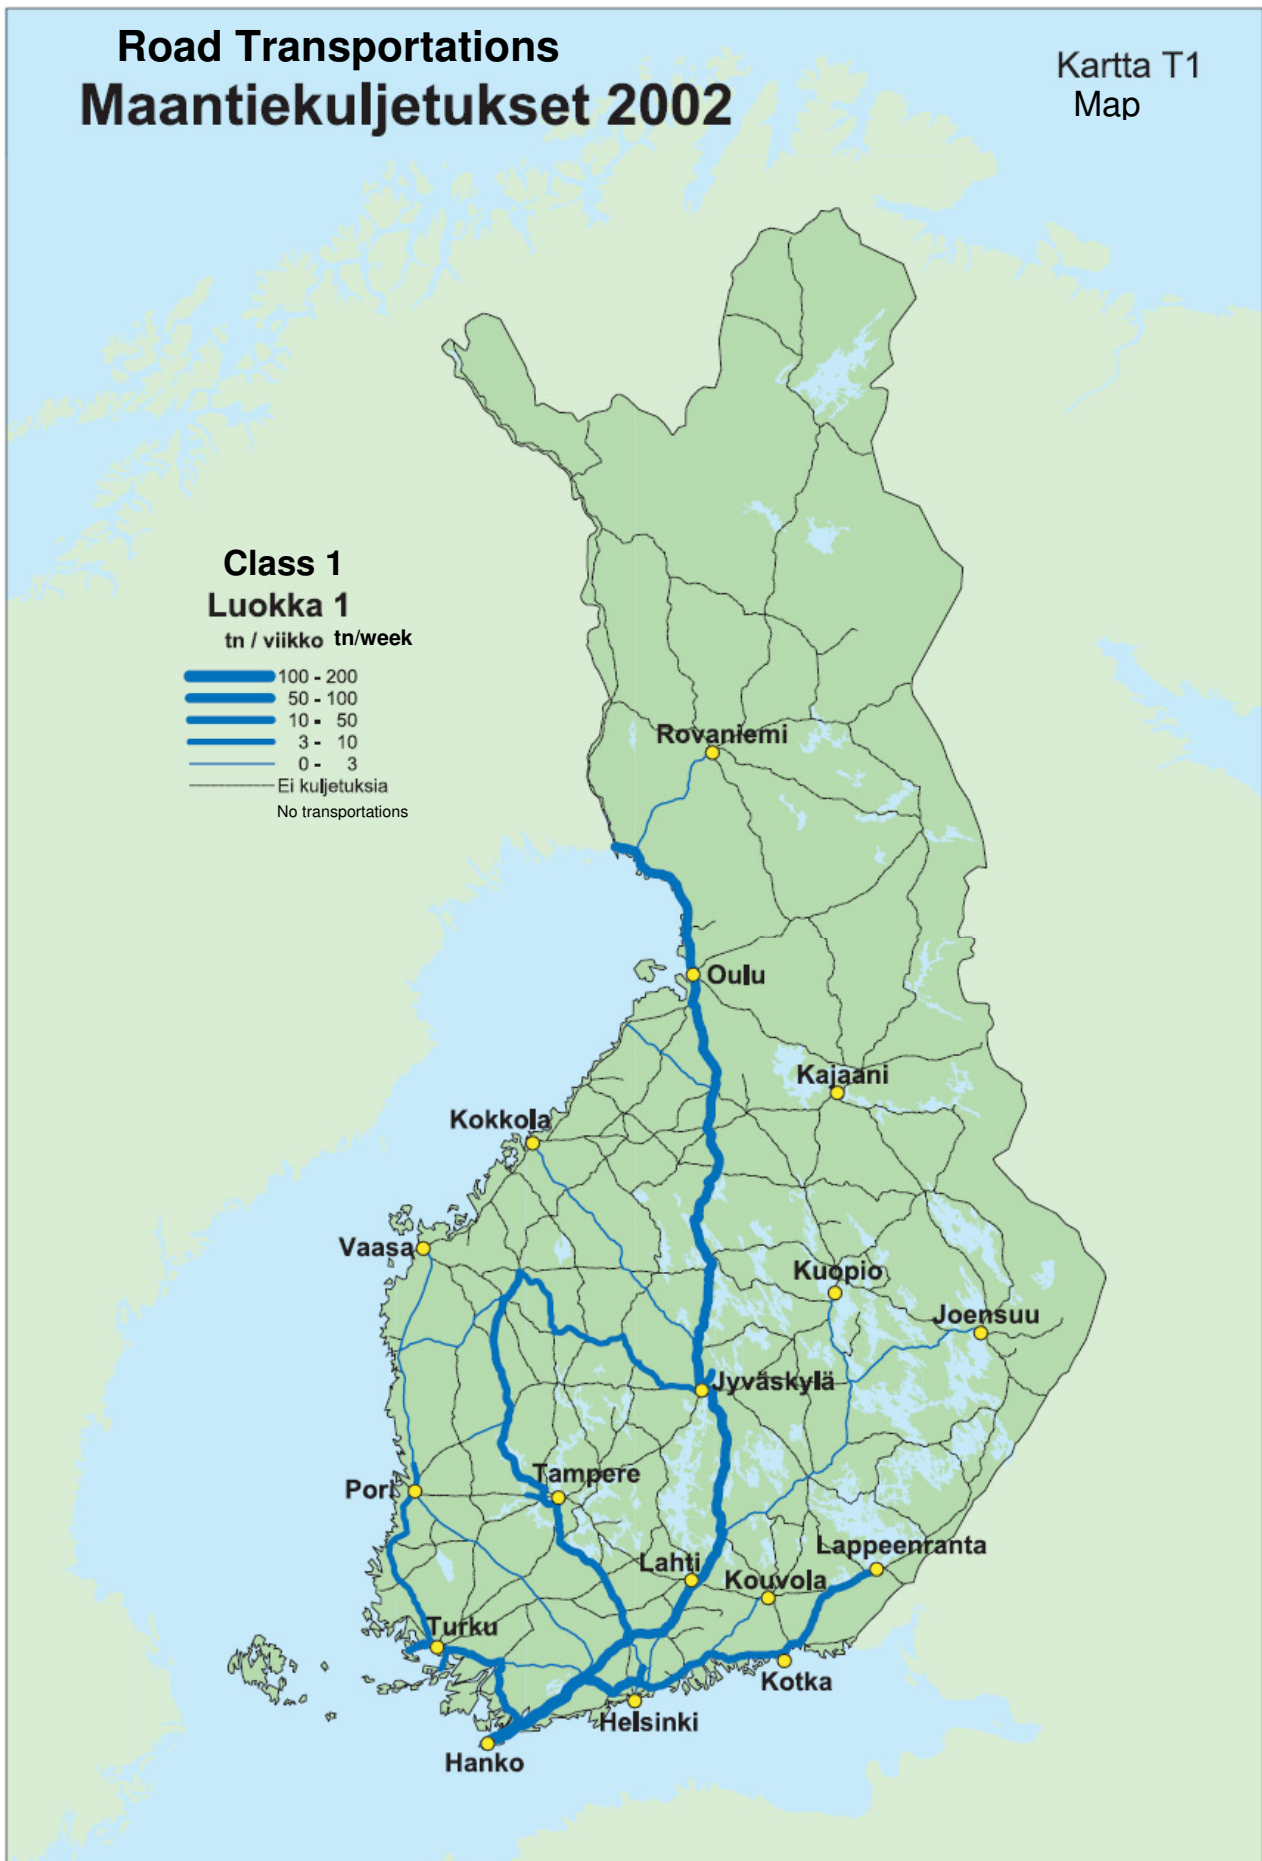 Road Transportations
Maantiekuljetukset 2002
Kartta T1
Map
Class 1
Luokka 1
tn / viikko tn/week
100 - 200
50 - 100
10 - 50
3 - 10
0 - 3
Ei kuljetuksia
No transportations
Rovaniemi
Oulu
Kajaani
Kokkola
Vaasa
Kuopio
Joensuu
Jyväskylä
Tampere
Pori
Lappeenranta
Lahti
Kouvola
Turku
Kotka
Helsinki
Hanko